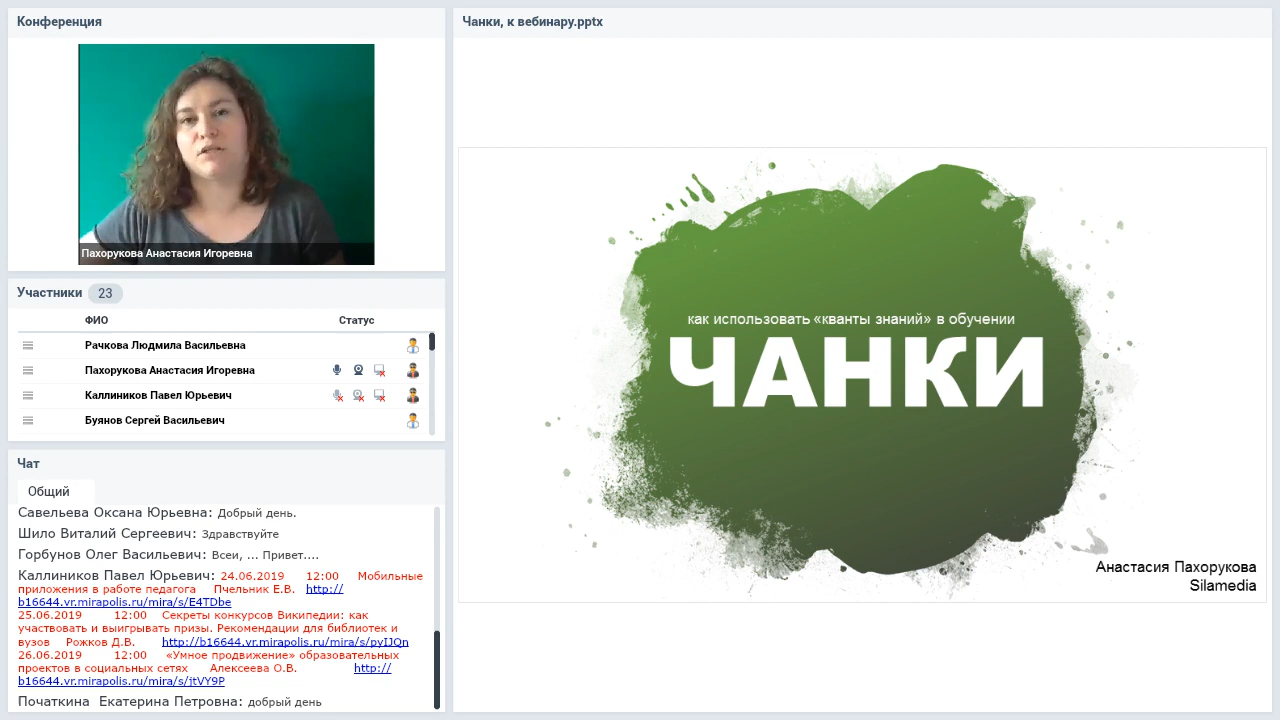 Конференция
Пахорукова Анастасия Игоревна
Участники 23
ФИО Статус
Рачкова Людмила Васильевна
Пахорукова Анастасия Игоревна
Каллиников Павел Юрьевич
Буянов Сергей Васильевич
Чат
Общий
Савельева Оксана Юрьевна: Добрый день.
Шило Виталий Сергеевич: Здравствуйте
Горбунов Олег Васильевич: Всеи, ... Привет....
Каллиников Павел Юрьевич: 24.06.2019 12:00 Мобильные
приложения в работе педагога Пчельник Е.В. http://
b16644.vr.mirapolis.ru/mira/s/E4TDbe
25.06.2019 12:00 Секреты конкурсов Википедии: как
участвовать и выигрывать призы. Рекомендации для библиотек и
вузов Рожков Д.В. http://b16644.vr.mirapolis.ru/mira/s/pyIJQn
26.06.2019 12:00 «Умное продвижение» образовательных
проектов в социальных сетях Алексеева О.В. http://
b16644.vr.mirapolis.ru/mira/s/jtVY9P
Початкина Екатерина Петровна: добрый день
Чанки, к вебинару.pptx
как использовать «кванты знаний» в обучении
ЧАНКИ
Анастасия Пахорукова
Silamedia